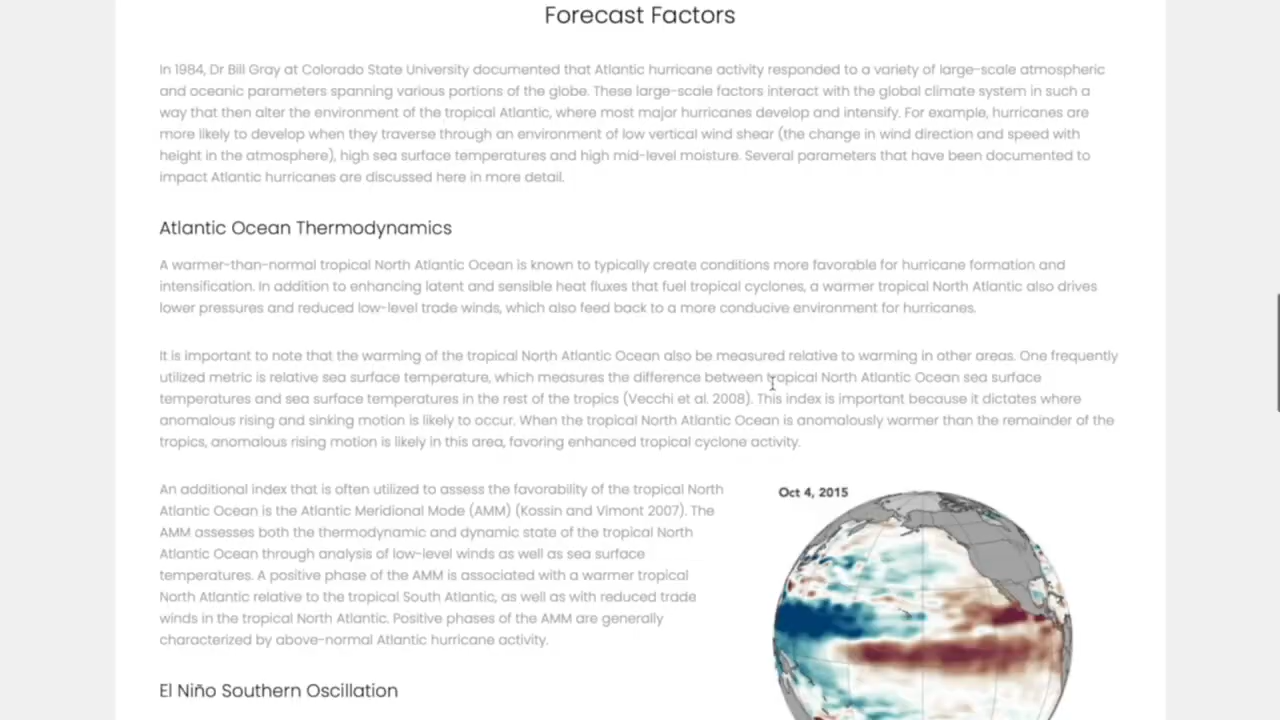 Forecast Factors
In 1984, Dr Bill Gray at Colorado State University documented that Atlantic hurricane activity responded to a variety of large-scale atmospheric
and oceanic parameters spanning various portions of the globe. These large-scale factors interact with the global climate system in such a
way that then alter the environment of the tropical Atlantic, where most major hurricanes develop and intensify. For example, hurricanes are
more likely to develop when they traverse through an environment of low vertical wind shear (the change in wind direction and speed with
height in the atmosphere), high sea surface temperatures and high mid-level moisture. Several parameters that have been documented to
impact Atlantic hurricanes are discussed here in more detail.
Atlantic Ocean Thermodynamics
A warmer-than-normal tropical North Atlantic Ocean is known to typically create conditions more favorable for hurricane formation and
intensification. In addition to enhancing latent and sensible heat fluxes that fuel tropical cyclones, a warmer tropical North Atlantic also drives
lower pressures and reduced low-level trade winds, which also feed back to a more conducive environment for hurricanes.
It is important to note that the warming of the tropical North Atlantic Ocean also be measured relative to warming in other areas. One frequently
utilized metric is relative sea surface temperature, which measures the difference between tropical North Atlantic Ocean sea surface
temperatures and sea surface temperatures in the rest of the tropics (Vecchi et al. 2008). This index is important because it dictates where
anomalous rising and sinking motion is likely to occur. When the tropical North Atlantic Ocean is anomalously warmer than the remainder of the
tropics, anomalous rising motion is likely in this area, favoring enhanced tropical cyclone activity.
An additional index that is often utilized to assess the favorability of the tropical North
Atlantic Ocean is the Atlantic Meridional Mode (AMM) (Kossin and Vimont 2007). The
AMM assesses both the thermodynamic and dynamic state of the tropical North
Atlantic Ocean through analysis of low-level winds as well as sea surface
temperatures. A positive phase of the AMM is associated with a warmer tropical
North Atlantic relative to the tropical South Atlantic, as well as with reduced trade
winds in the tropical North Atlantic. Positive phases of the AMM are generally
characterized by above-normal Atlantic hurricane activity.
Oct 4, 2015
El Niño Southern Oscillation